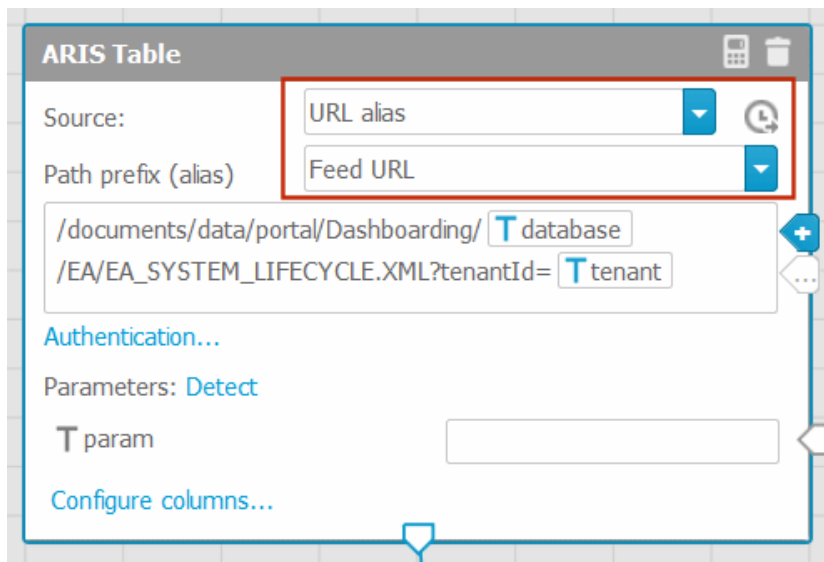 ARIS Table
Source: URL alias
Path prefix (alias) Feed URL
/documents/data/portal/Dashboarding/ T database
/EA/EA_SYSTEM_LIFECYCLE.XML?tenantId= T tenant
Authentication...
Parameters: Detect
T param
Configure columns...